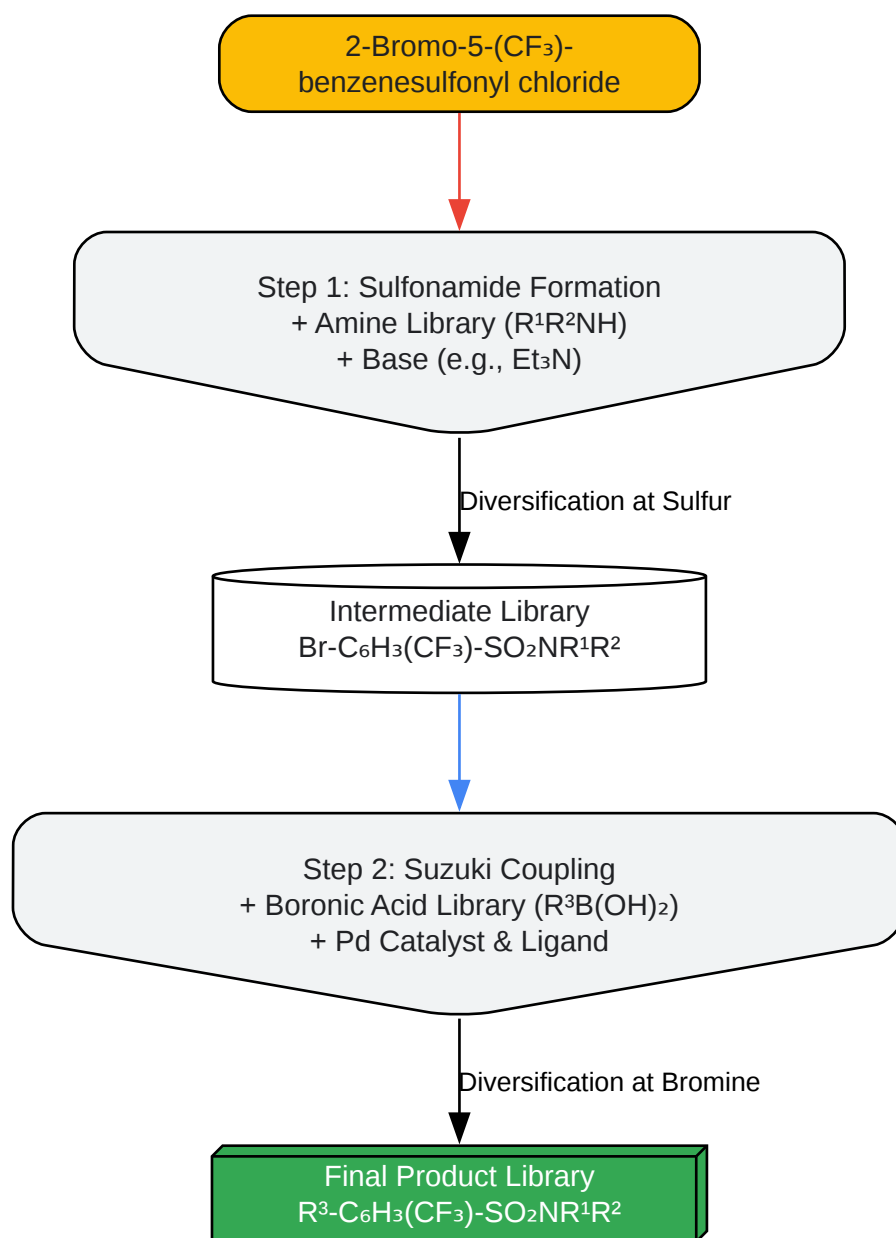 2-Bromo-5-(CF₃)-
benzenesulfonyl chloride
Step 1: Sulfonamide Formation
+ Amine Library (R¹R²NH)
+ Base (e.g., Et₃N)
Diversification at Sulfur
Intermediate Library
Br-C₆H₃(CF₃)-SO₂NR¹R²
Step 2: Suzuki Coupling
+ Boronic Acid Library (R³B(OH)₂)
+ Pd Catalyst & Ligand
Diversification at Bromine
Final Product Library
R³-C₆H₃(CF₃)-SO₂NR¹R²